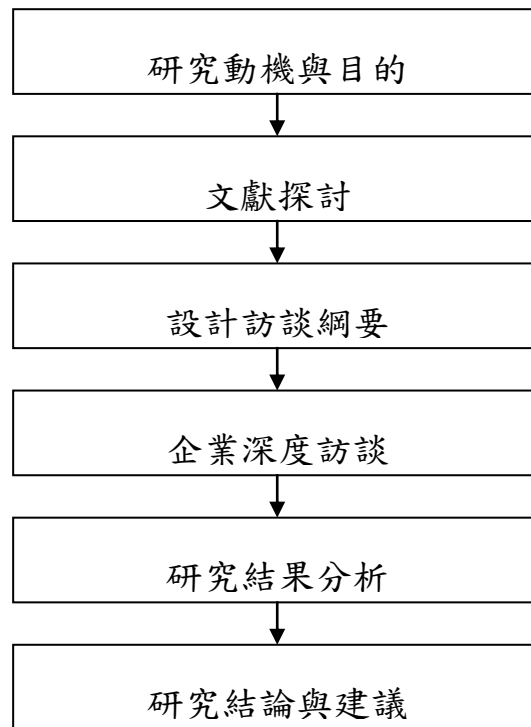 研究動機與目的
文獻探討
設計訪談綱要
企業深度訪談
研究結果分析
研究結論與建議